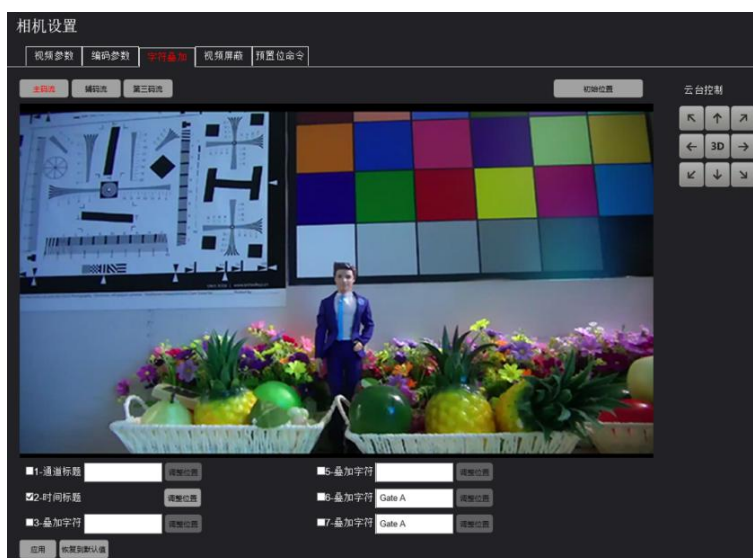 相机设置
视频参数 编码参数 字符叠加 视频屏蔽 预置位命令
主码流 辅码流 第三码流 初始位置 云台控制
3D
1-通道标题 调整位置 5-叠加字符 调整位置
2-时间标题 调整位置 6-叠加字符 Gate A 调整位置
3-叠加字符 调整位置 7-叠加字符 Gate A 调整位置
应用 恢复到默认值